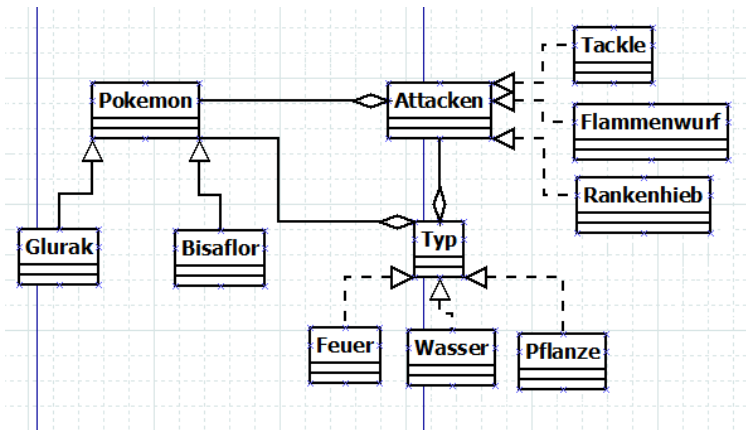 Tackle
Pokemon
Attacken
Flammenwurf
Rankenhieb
Glurak
Bisaflor
Typ
Feuer
Wasser
Pflanze